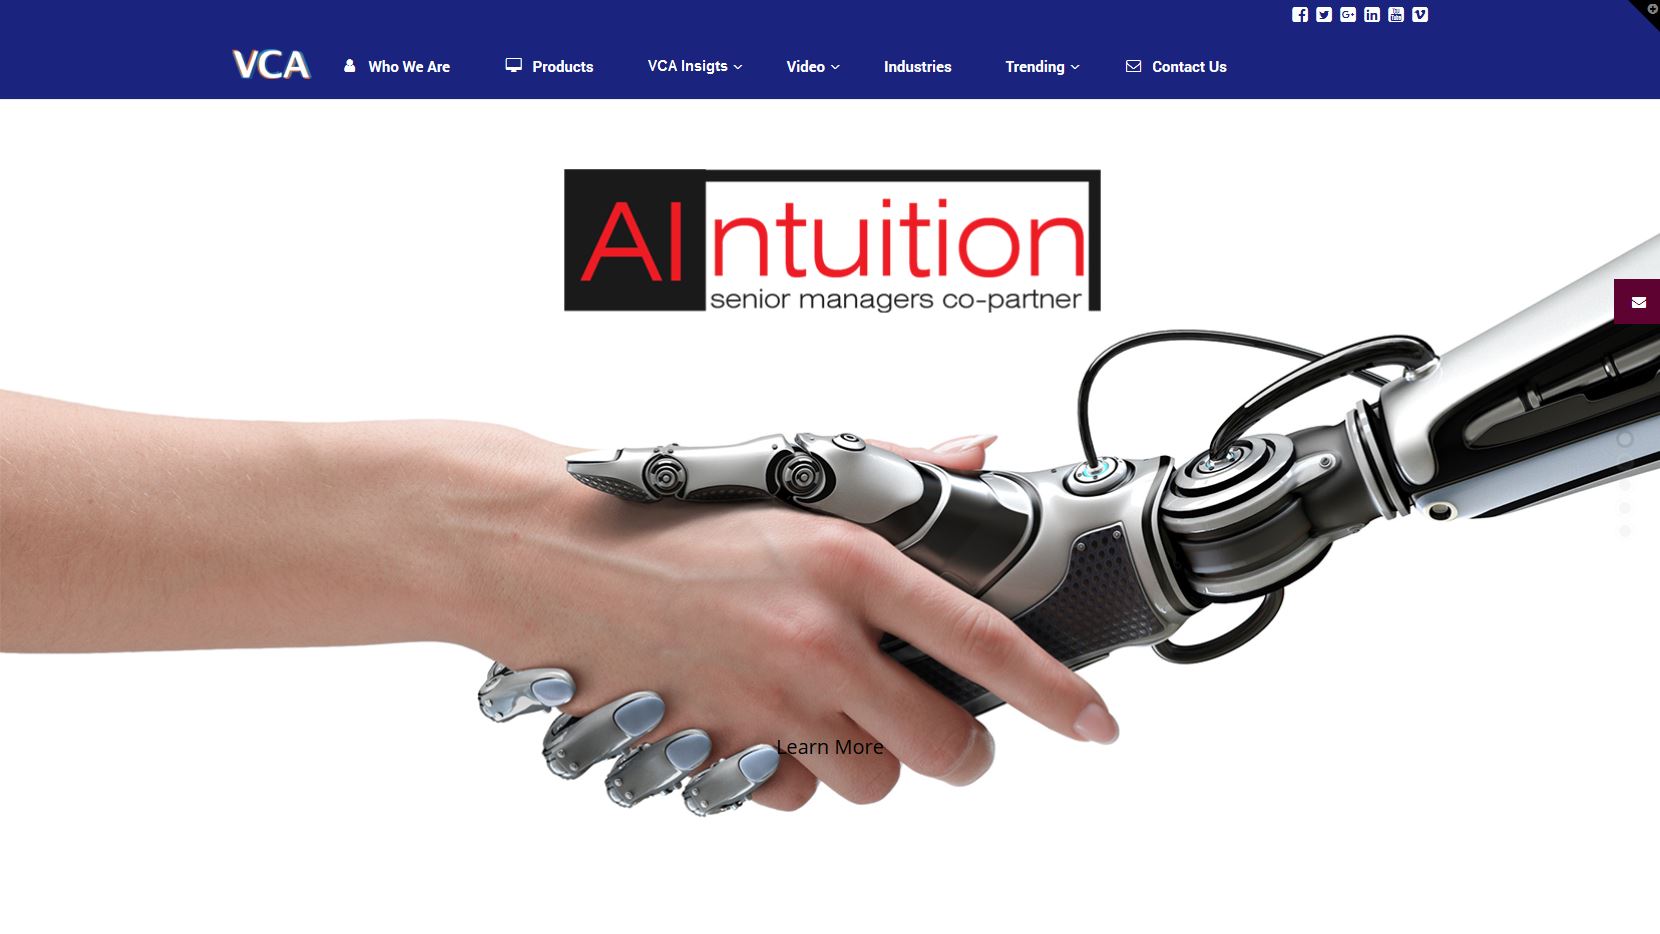 VCA
Who We Are
Products
VCA Insigts
Video
Industries
Trending
Contact Us
AIntuition
senior managers co-partner
Learn More